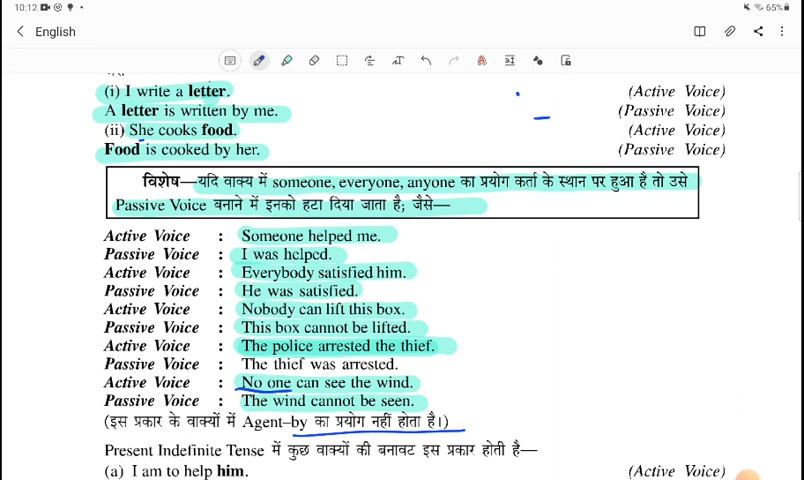 10:12 65%
English
(i) I write a letter. (Active Voice)
A letter is written by me. (Passive Voice)
(ii) She cooks food. (Active Voice)
Food is cooked by her. (Passive Voice)
विशेष—यदि वाक्य में someone, everyone, anyone का प्रयोग कर्ता के स्थान पर हुआ है तो उसे
Passive Voice बनाने में इनको हटा दिया जाता है; जैसे—
Active Voice : Someone helped me.
Passive Voice : I was helped.
Active Voice : Everybody satisfied him.
Passive Voice : He was satisfied.
Active Voice : Nobody can lift this box.
Passive Voice : This box cannot be lifted.
Active Voice : The police arrested the thief.
Passive Voice : The thief was arrested.
Active Voice : No one can see the wind.
Passive Voice : The wind cannot be seen.
(इस प्रकार के वाक्यों में Agent–by का प्रयोग नहीं होता है।)
Present Indefinite Tense में कुछ वाक्यों की बनावट इस प्रकार होती है—
(a) I am to help him. (Active Voice)